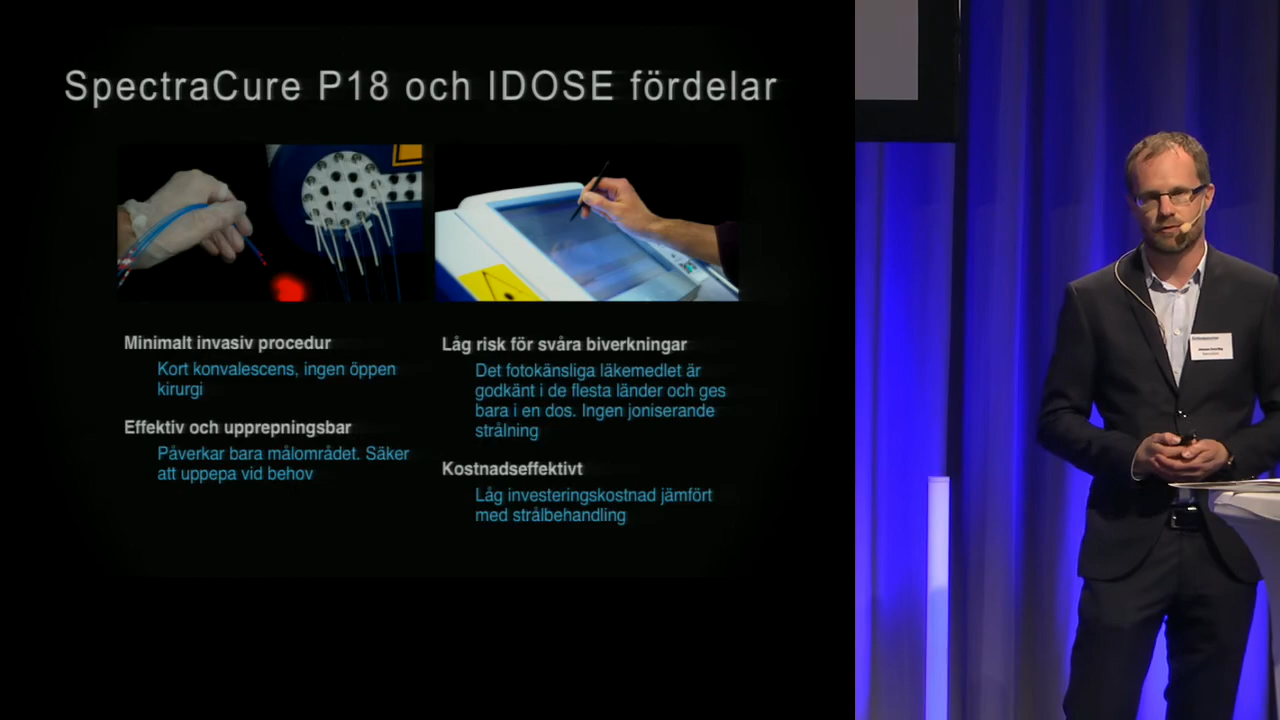 SpectraCure P18 och IDOSE fördelar
Minimalt invasiv procedur
Kort konvalescens, ingen öppen
kirurgi
Effektiv och upprepningsbar
Påverkar bara målområdet. Säker
att uppepa vid behov
Låg risk för svåra biverkningar
Det fotokänsliga läkemedlet är
godkänt i de flesta länder och ges
bara i en dos. Ingen joniserande
strålning
Kostnadseffektivt
Låg investeringskostnad jämfört
med strålbehandling